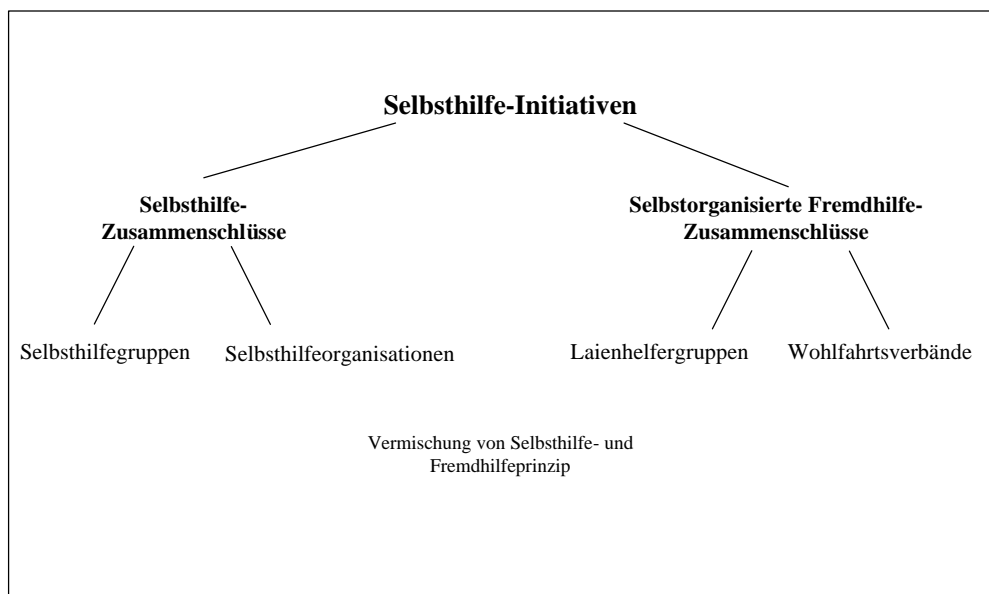 Selbsthilfe-Initiativen
Selbsthilfe-
Zusammenschlüsse
Selbstorganisierte Fremdhilfe-
Zusammenschlüsse
Selbsthilfegruppen
Selbsthilfeorganisationen
Laienhelfergruppen
Wohlfahrtsverbände
Vermischung von Selbsthilfe- und
Fremdhilfeprinzip